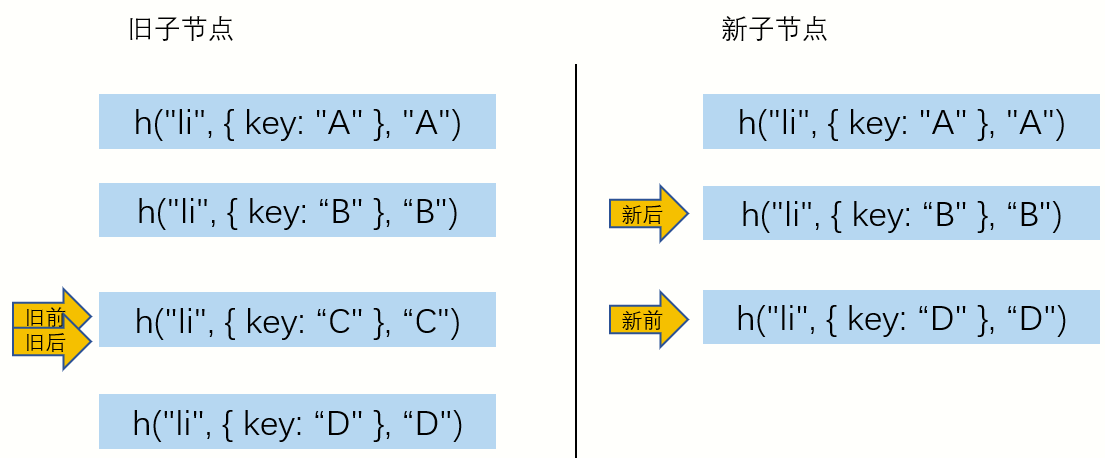 旧子节点
h("li", { key: "A" }, "A")
h("li", { key: “B" }, “B")
旧前
旧后
h("li", { key: “C" }, “C")
h("li", { key: “D" }, “D")
新子节点
h("li", { key: "A" }, "A")
新后
h("li", { key: “B" }, “B")
新前
h("li", { key: “D" }, “D")